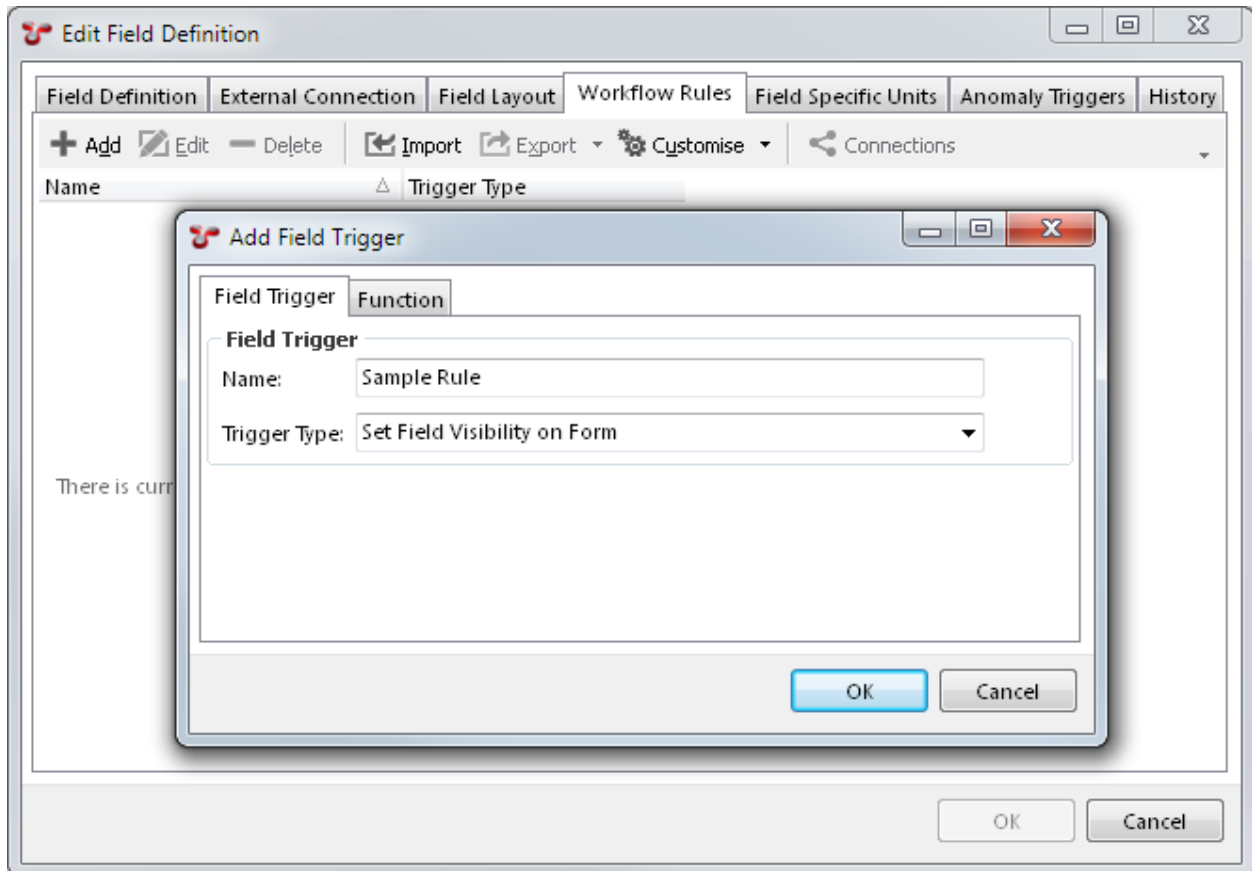 Edit Field Definition
Field Definition External Connection Field Layout Workflow Rules Field Specific Units Anomaly Triggers History
Add Edit Delete Import Export Customise Connections
Name Trigger Type
Add Field Trigger
Field Trigger Function
Field Trigger
Name: Sample Rule
Trigger Type: Set Field Visibility on Form
There is curr
OK Cancel
OK Cancel